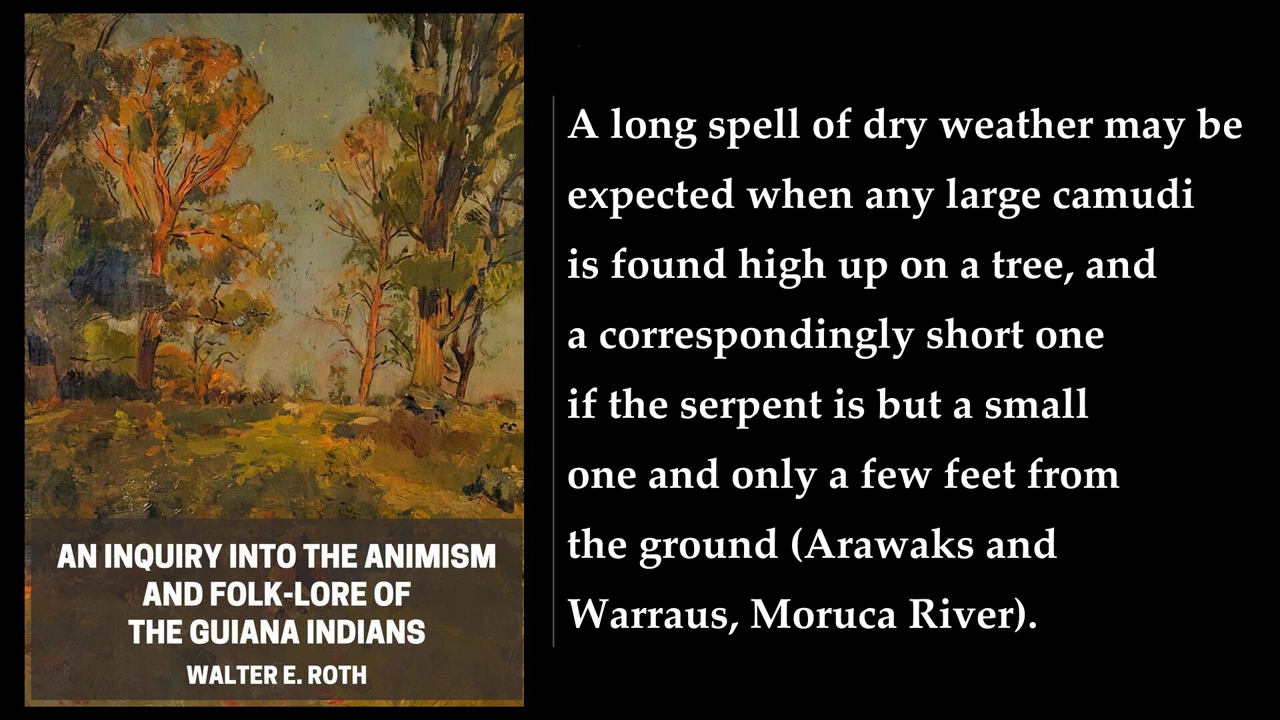 AN INQUIRY INTO THE ANIMISM
AND FOLK-LORE OF
THE GUIANA INDIANS
WALTER E. ROTH
A long spell of dry weather may be
expected when any large camudi
is found high up on a tree, and
a correspondingly short one
if the serpent is but a small
one and only a few feet from
the ground (Arawaks and
Warraus, Moruca River).